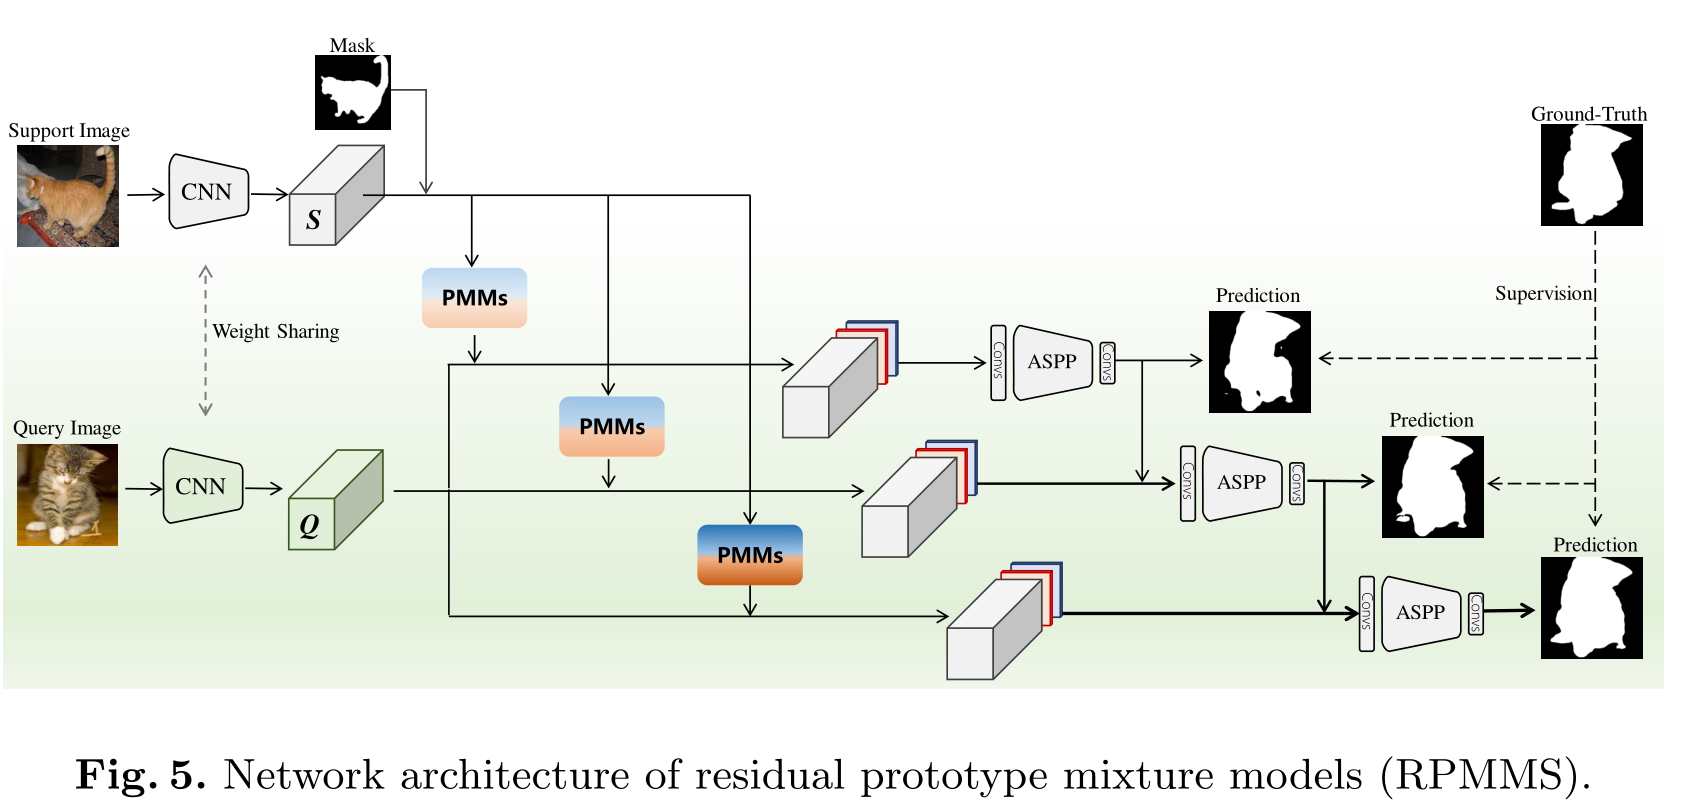 Mask
Support Image
CNN
S
Ground-Truth
PMMs
Supervision
Prediction
Weight Sharing
Convs
ASPP
Convs
PMMs
Prediction
Query Image
CNN
Q
Convs
ASPP
Convs
PMMs
Prediction
Convs
ASPP
Convs
Fig. 5. Network architecture of residual prototype mixture models (RPMMS).